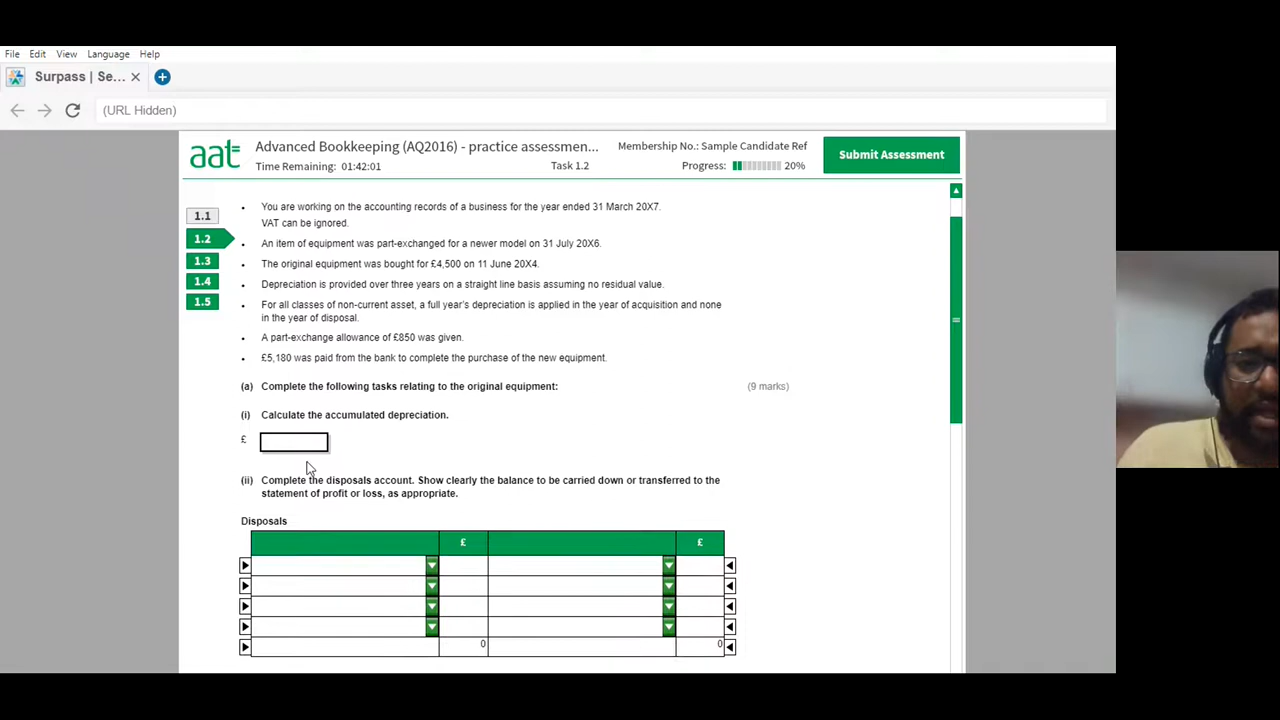 File Edit View Language Help
Surpass | Se...
(URL Hidden)
aat
Advanced Bookkeeping (AQ2016) - practice assessmen...
Membership No.: Sample Candidate Ref
Submit Assessment
Time Remaining: 01:42:01
Task 1.2
Progress: 20%
1.1
1.2
1.3
1.4
1.5
• You are working on the accounting records of a business for the year ended 31 March 20X7.
VAT can be ignored.
• An item of equipment was part-exchanged for a newer model on 31 July 20X6.
• The original equipment was bought for £4,500 on 11 June 20X4.
• Depreciation is provided over three years on a straight line basis assuming no residual value.
• For all classes of non-current asset, a full year's depreciation is applied in the year of acquisition and none
in the year of disposal.
• A part-exchange allowance of £850 was given.
• £5,180 was paid from the bank to complete the purchase of the new equipment.
(a) Complete the following tasks relating to the original equipment: (9 marks)
(i) Calculate the accumulated depreciation.
£
(ii) Complete the disposals account. Show clearly the balance to be carried down or transferred to the
statement of profit or loss, as appropriate.
Disposals
£ £
0 0